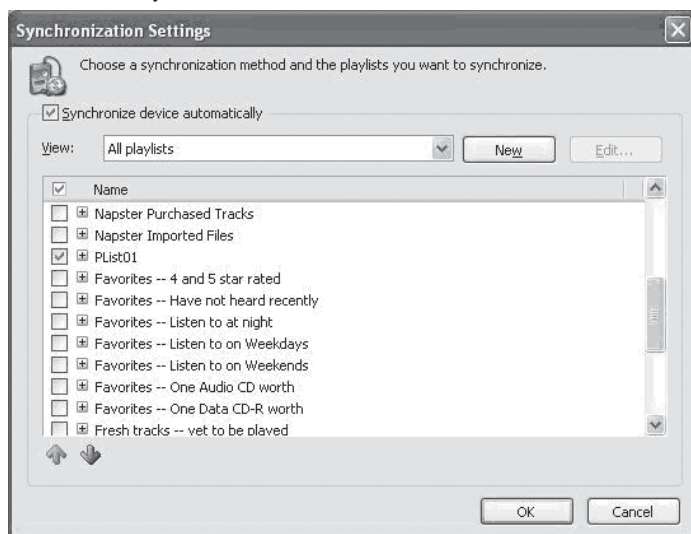 Synchronization Settings
Choose a synchronization method and the playlists you want to synchronize.
Synchronize device automatically
View: All playlists New Edit...
Name
Napster Purchased Tracks
Napster Imported Files
PList01
Favorites -- 4 and 5 star rated
Favorites -- Have not heard recently
Favorites -- Listen to at night
Favorites -- Listen to on Weekdays
Favorites -- Listen to on Weekends
Favorites -- One Audio CD worth
Favorites -- One Data CD-R worth
Fresh tracks -- yet to be played
OK Cancel